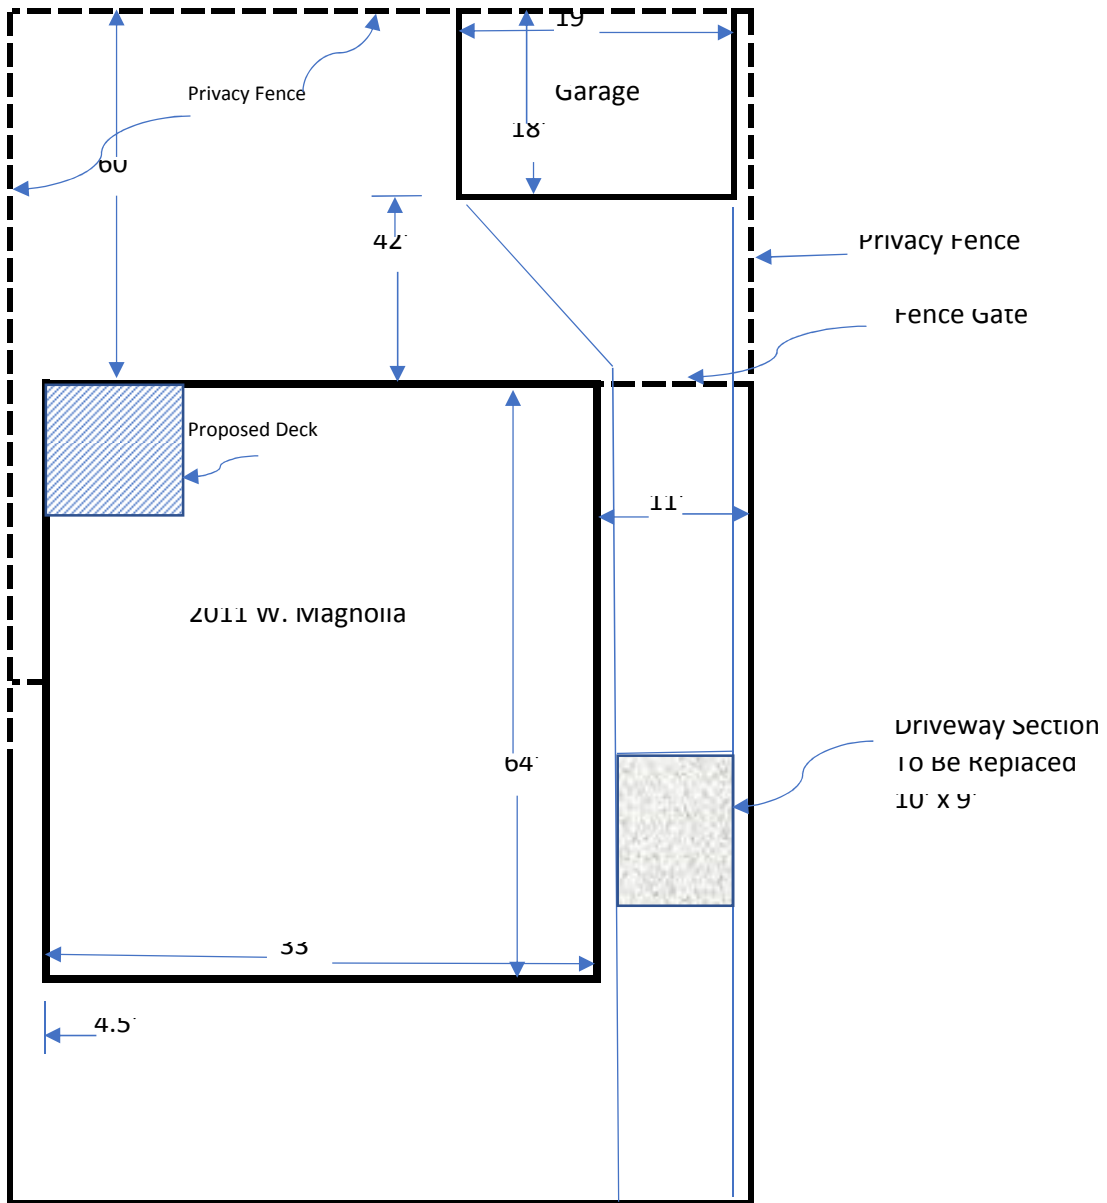 19'
Privacy Fence
Garage
18'
60'
42'
Privacy Fence
Fence Gate
Proposed Deck
11'
2011 W. Magnolia
Driveway Section
To Be Replaced
10' x 9'
64'
33'
4.5'